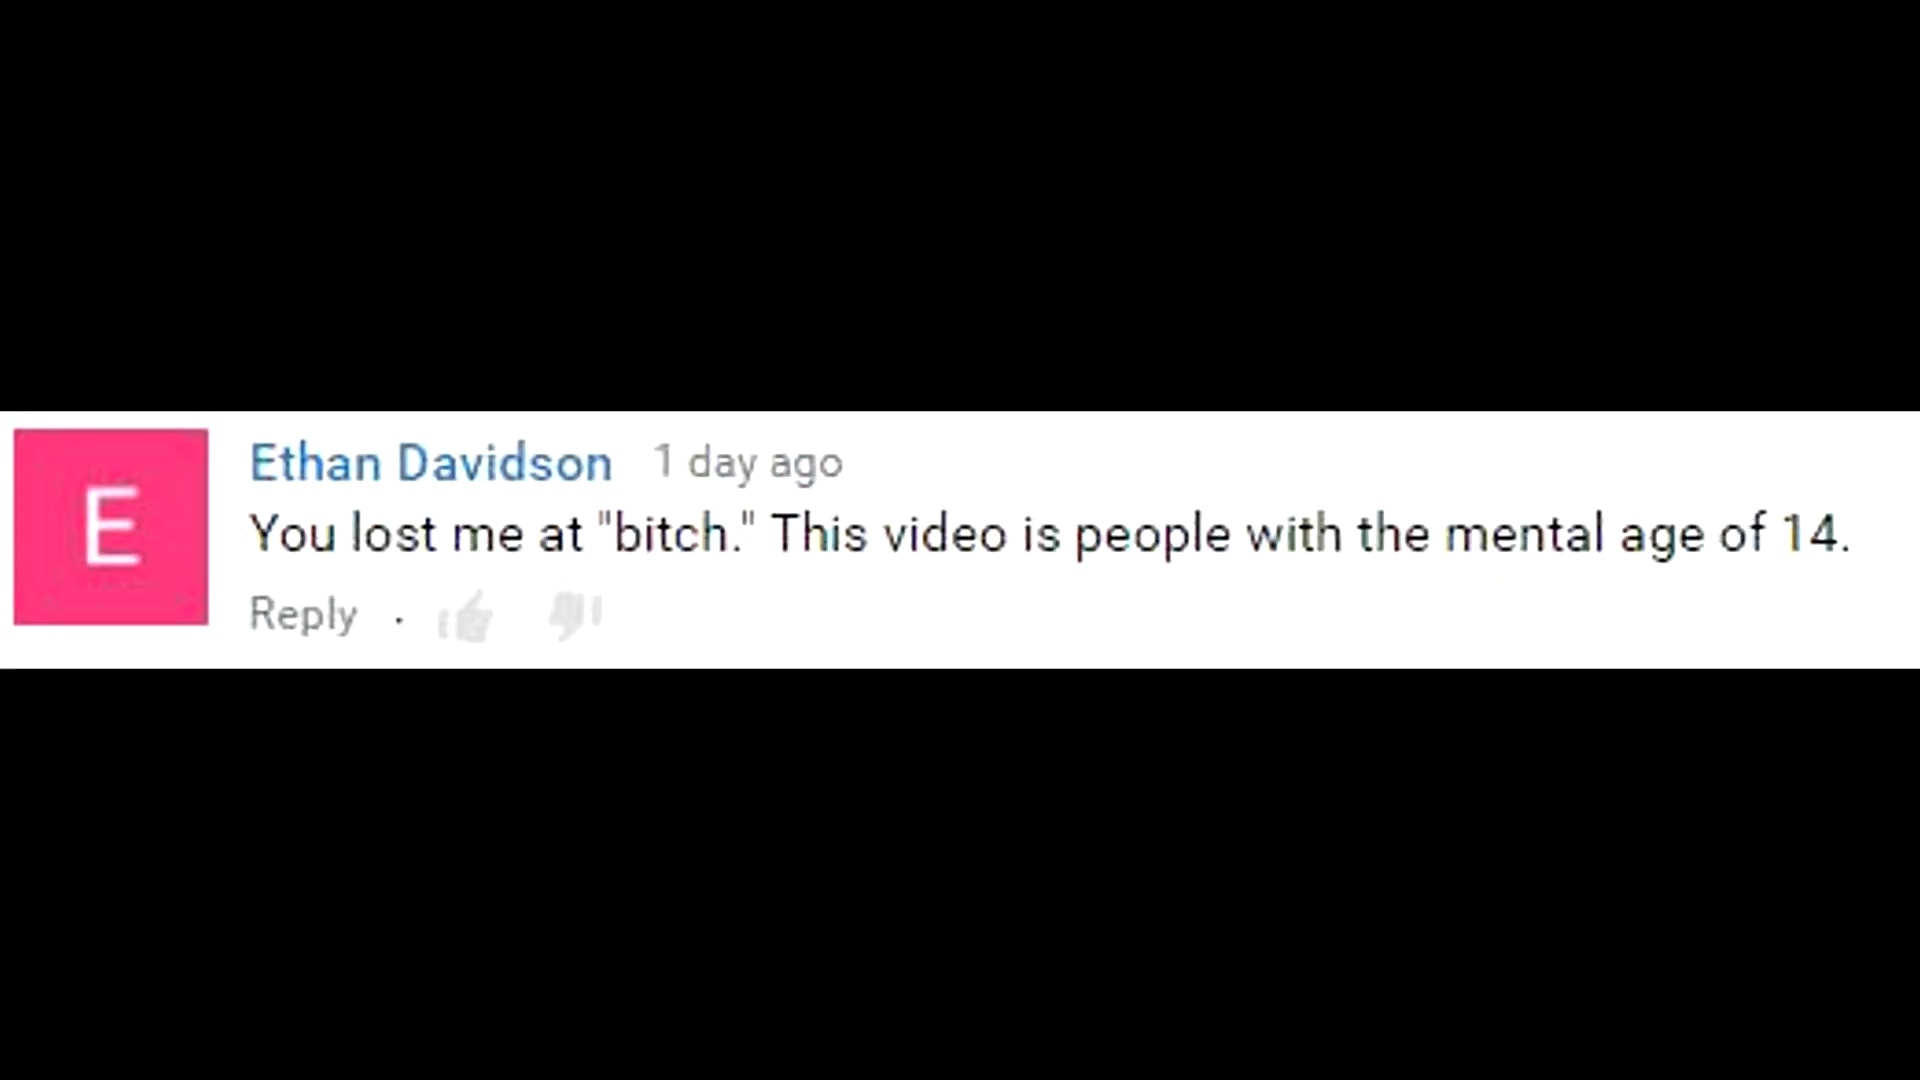 E
Ethan Davidson 1 day ago
You lost me at "bitch." This video is people with the mental age of 14.
Reply ·